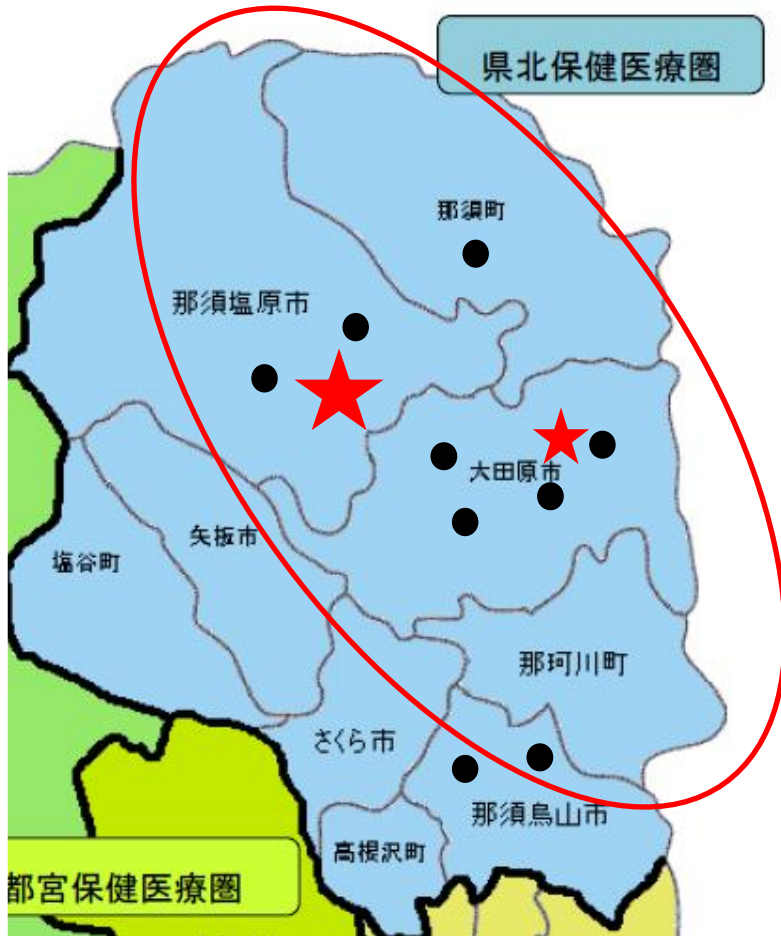 県北保健医療圏
那須町
那須塩原市
大田原市
矢板市
塩谷町
那珂川町
さくら市
那須烏山市
高根沢町
都宮保健医療圏